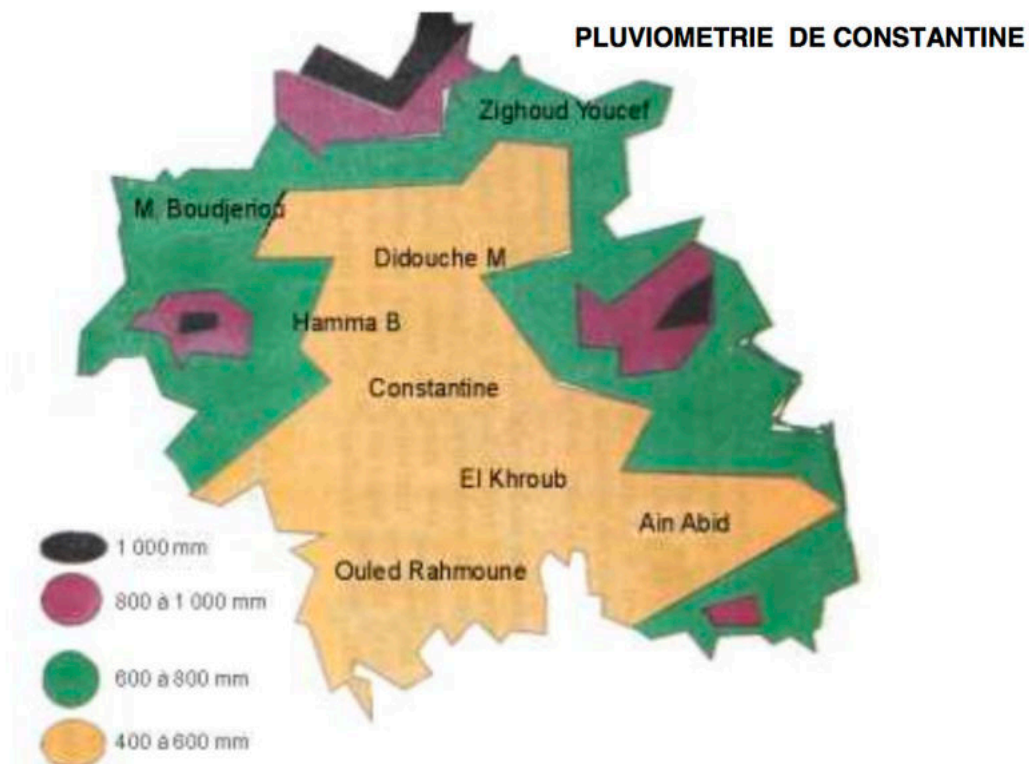 PLUVIOMETRIE DE CONSTANTINE
Zighoud Youcef
M. Boudjeriou
Didouche M
Hamma B
Constantine
El Khroub
Ain Abid
Ouled Rahmoune
1 000 mm
800 à 1 000 mm
600 à 800 mm
400 à 600 mm